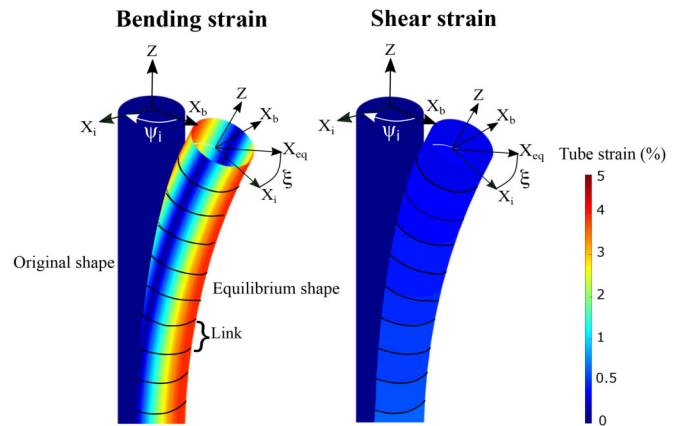 Bending strain
Shear strain
Z
Z
X_b
X_b
X_i
ψ_i
X_eq
X_i
ξ
Z
Z
X_b
X_b
X_i
ψ_i
X_eq
X_i
ξ
Tube strain (%)
5
4
3
2
1
0.5
0
Original shape
Equilibrium shape
Link